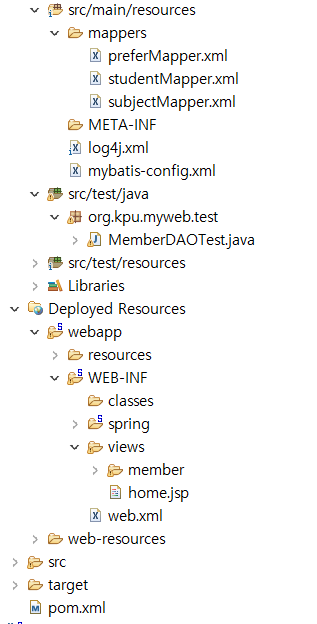 src/main/resources
mappers
preferMapper.xml
studentMapper.xml
subjectMapper.xml
META-INF
log4j.xml
mybatis-config.xml
src/test/java
org.kpu.myweb.test
MemberDAOTest.java
src/test/resources
Libraries
Deployed Resources
webapp
resources
WEB-INF
classes
spring
views
member
home.jsp
web.xml
web-resources
src
target
pom.xml